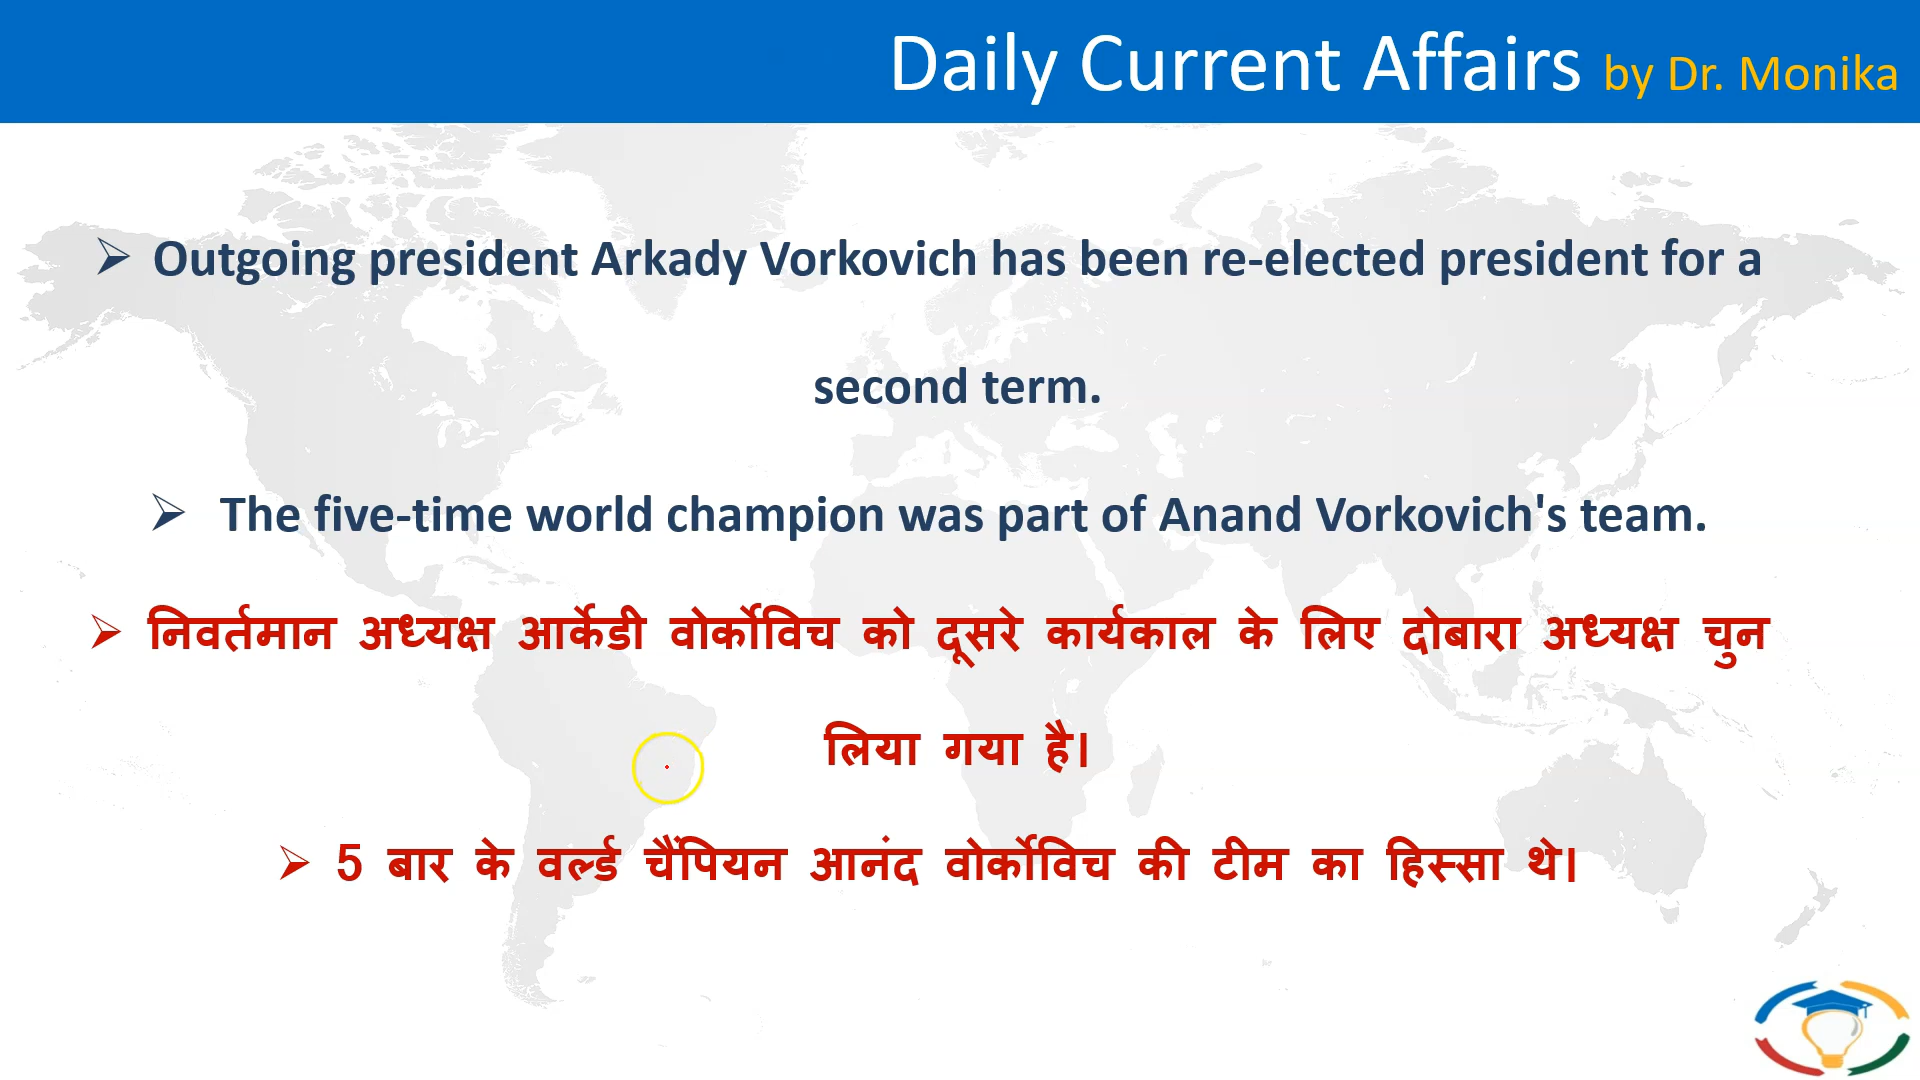 Daily Current Affairs by Dr. Monika
➢ Outgoing president Arkady Vorkovich has been re-elected president for a
second term.
➢ The five-time world champion was part of Anand Vorkovich's team.
➢ निवर्तमान अध्यक्ष आर्केडी वोर्कोविच को दूसरे कार्यकाल के लिए दोबारा अध्यक्ष चुन
लिया गया है।
➢ 5 बार के वर्ल्ड चैंपियन आनंद वोर्कोविच की टीम का हिस्सा थे।